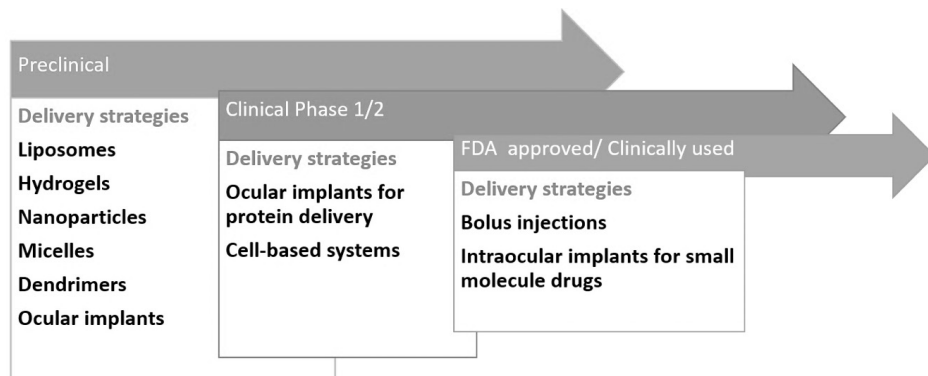 Preclinical
Delivery strategies
Liposomes
Hydrogels
Nanoparticles
Micelles
Dendrimers
Ocular implants
Clinical Phase 1/2
Delivery strategies
Ocular implants for
protein delivery
Cell-based systems
FDA approved/ Clinically used
Delivery strategies
Bolus injections
Intraocular implants for small
molecule drugs